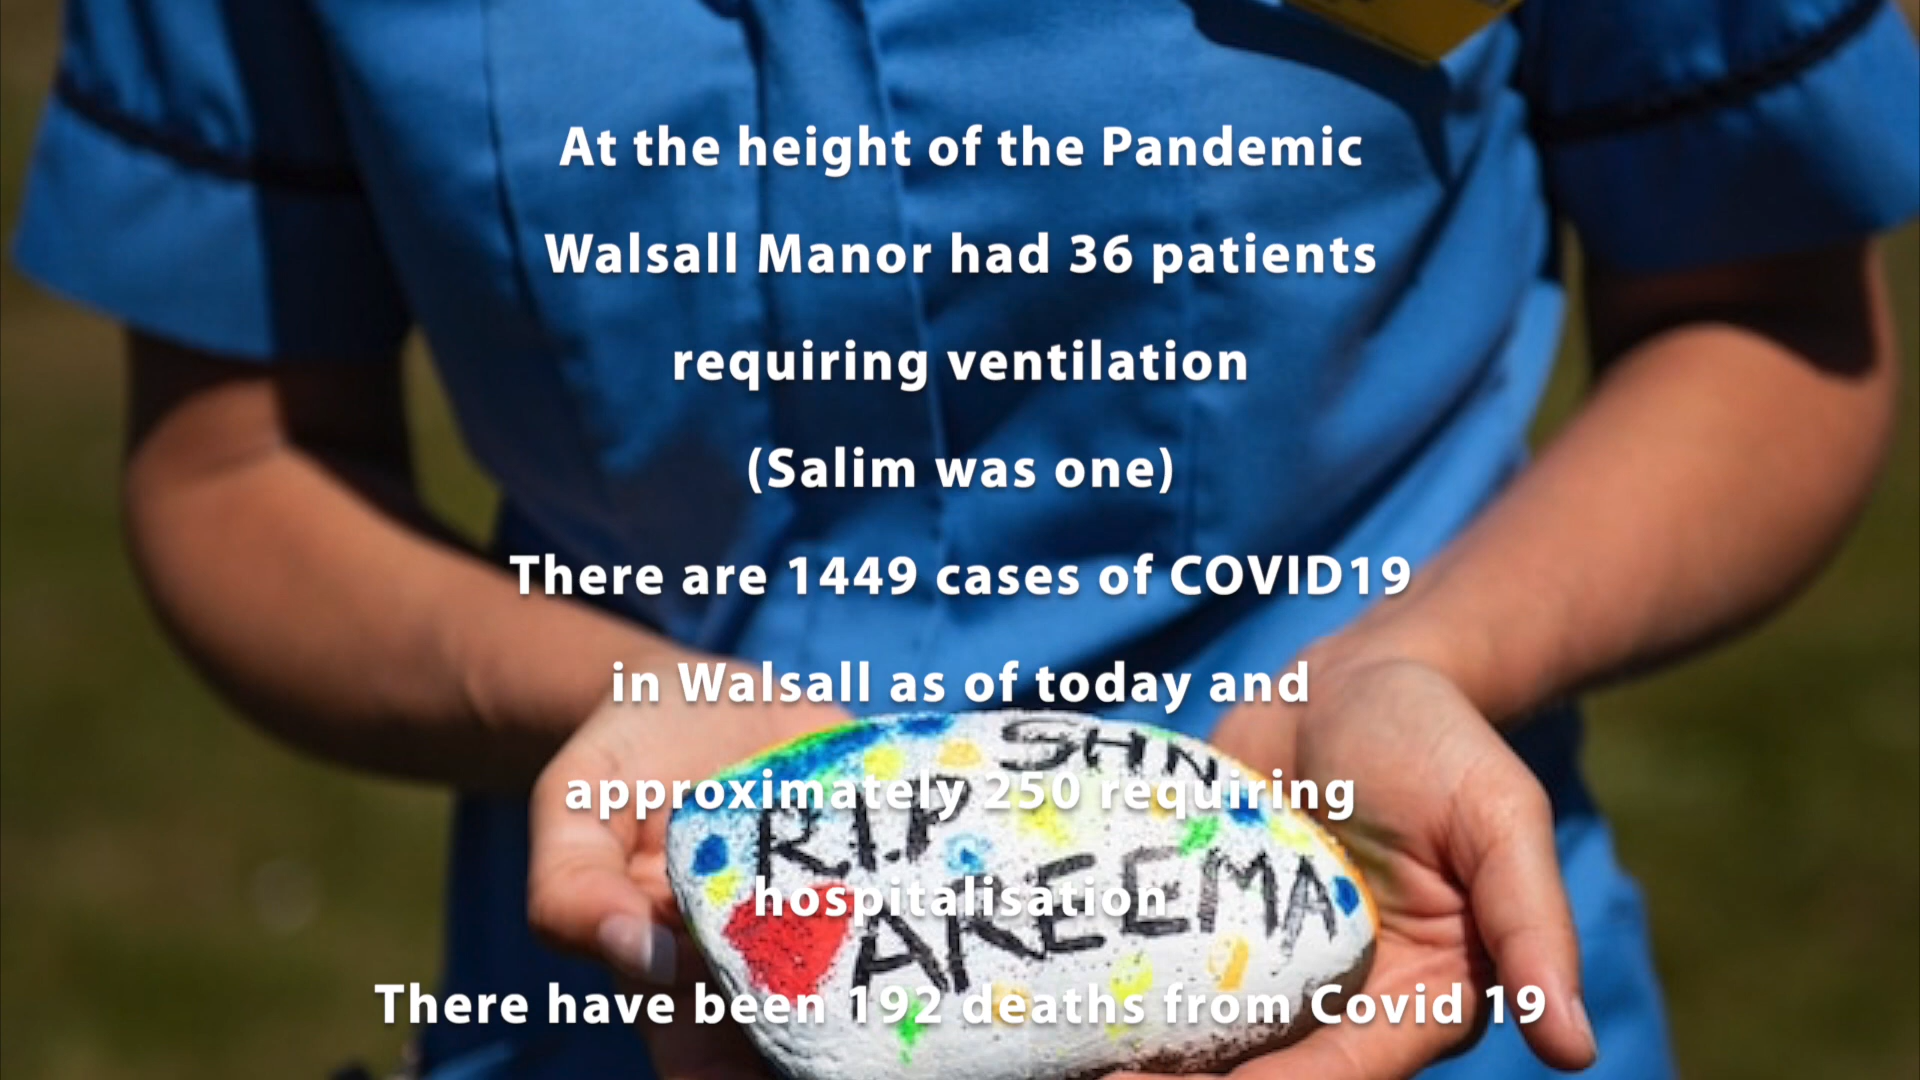 At the height of the Pandemic
Walsall Manor had 36 patients
requiring ventilation
(Salim was one)
There are 1449 cases of COVID19
in Walsall as of today and
SHN
approximately 250 requiring
R.I.P
hospitalisation
AREEMA
There have been 192 deaths from Covid 19